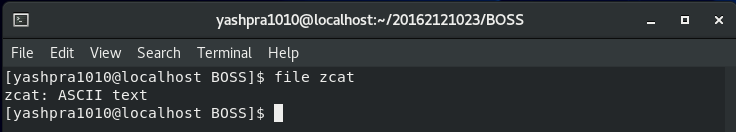 yashpra1010@localhost:~/20162121023/BOSS
File Edit View Search Terminal Help
[yashpra1010@localhost BOSS]$ file zcat
zcat: ASCII text
[yashpra1010@localhost BOSS]$